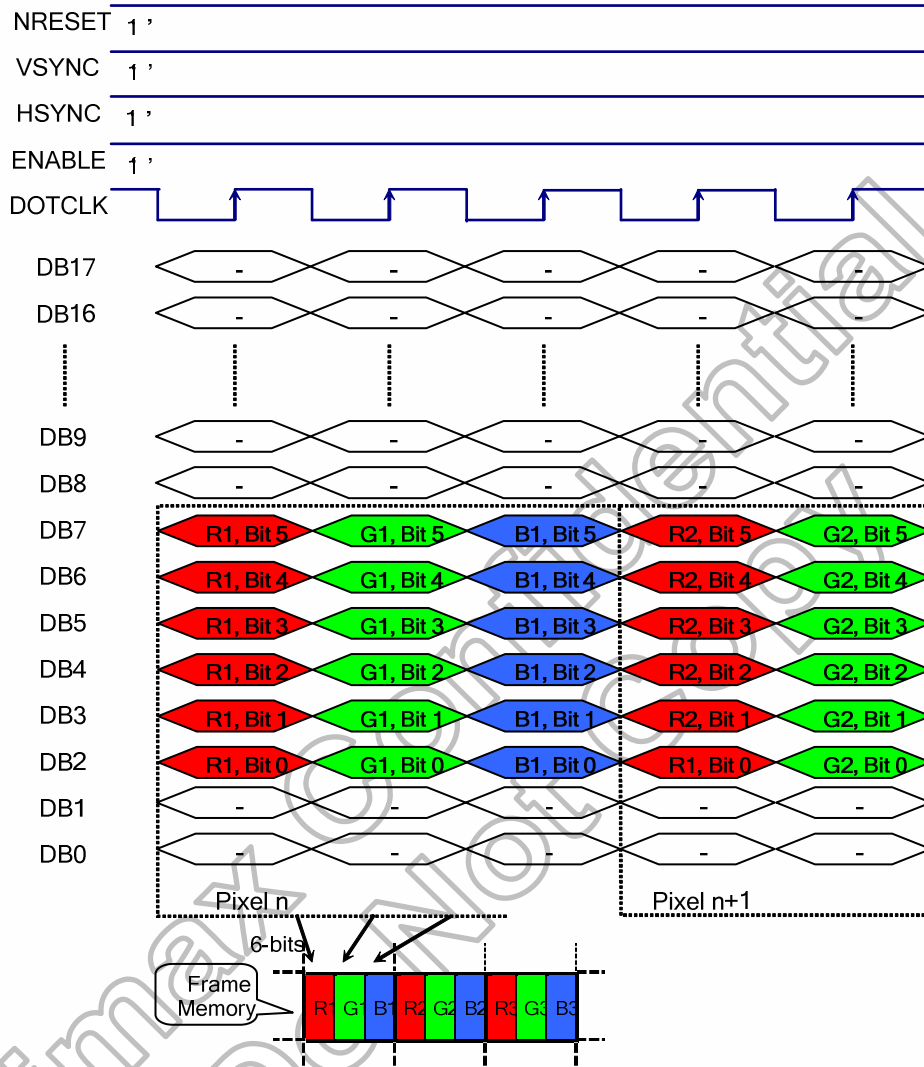 NRESET 1 ’
VSYNC 1 ’
HSYNC 1 ’
ENABLE 1 ’
DOTCLK
DB17 - - - - -
DB16 - - - - -
DB9 - - - - -
DB8 - - - - -
DB7 R1, Bit 5 G1, Bit 5 B1, Bit 5 R2, Bit 5 G2, Bit 5
DB6 R1, Bit 4 G1, Bit 4 B1, Bit 4 R2, Bit 4 G2, Bit 4
DB5 R1, Bit 3 G1, Bit 3 B1, Bit 3 R2, Bit 3 G2, Bit 3
DB4 R1, Bit 2 G1, Bit 2 B1, Bit 2 R2, Bit 2 G2, Bit 2
DB3 R1, Bit 1 G1, Bit 1 B1, Bit 1 R2, Bit 1 G2, Bit 1
DB2 R1, Bit 0 G1, Bit 0 B1, Bit 0 R1, Bit 0 G2, Bit 0
DB1 - - - - -
DB0 - - - - -
Pixel n Pixel n+1
6-bits
Frame
Memory
R1 G1 B1 R2 G2 B2 R3 G3 B3
imax Confidential
Do Not Copy